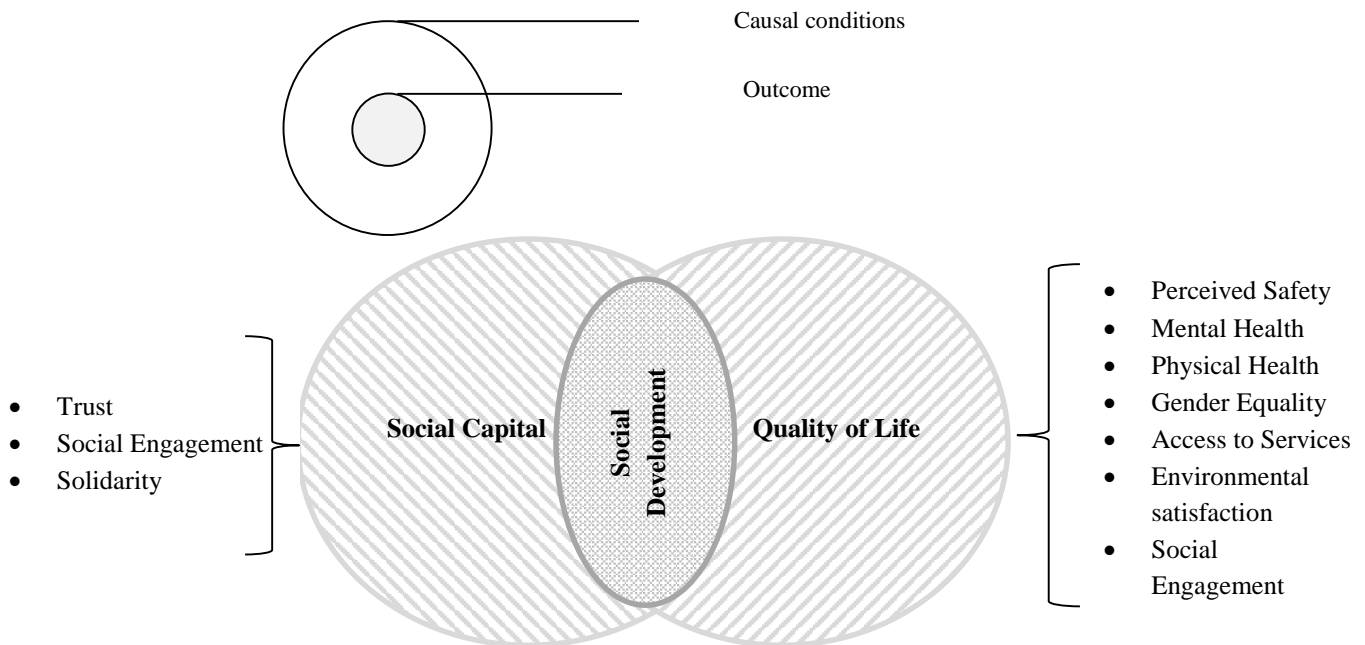 Causal conditions
Outcome
• Trust
• Social Engagement
• Solidarity
Social Capital
Social
Development
Quality of Life
• Perceived Safety
• Mental Health
• Physical Health
• Gender Equality
• Access to Services
• Environmental
satisfaction
• Social
Engagement